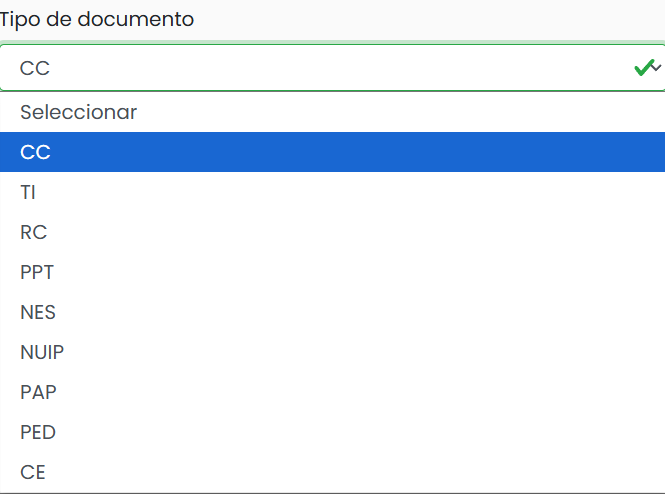 Tipo de documento
CC
Seleccionar
CC
TI
RC
PPT
NES
NUIP
PAP
PED
CE